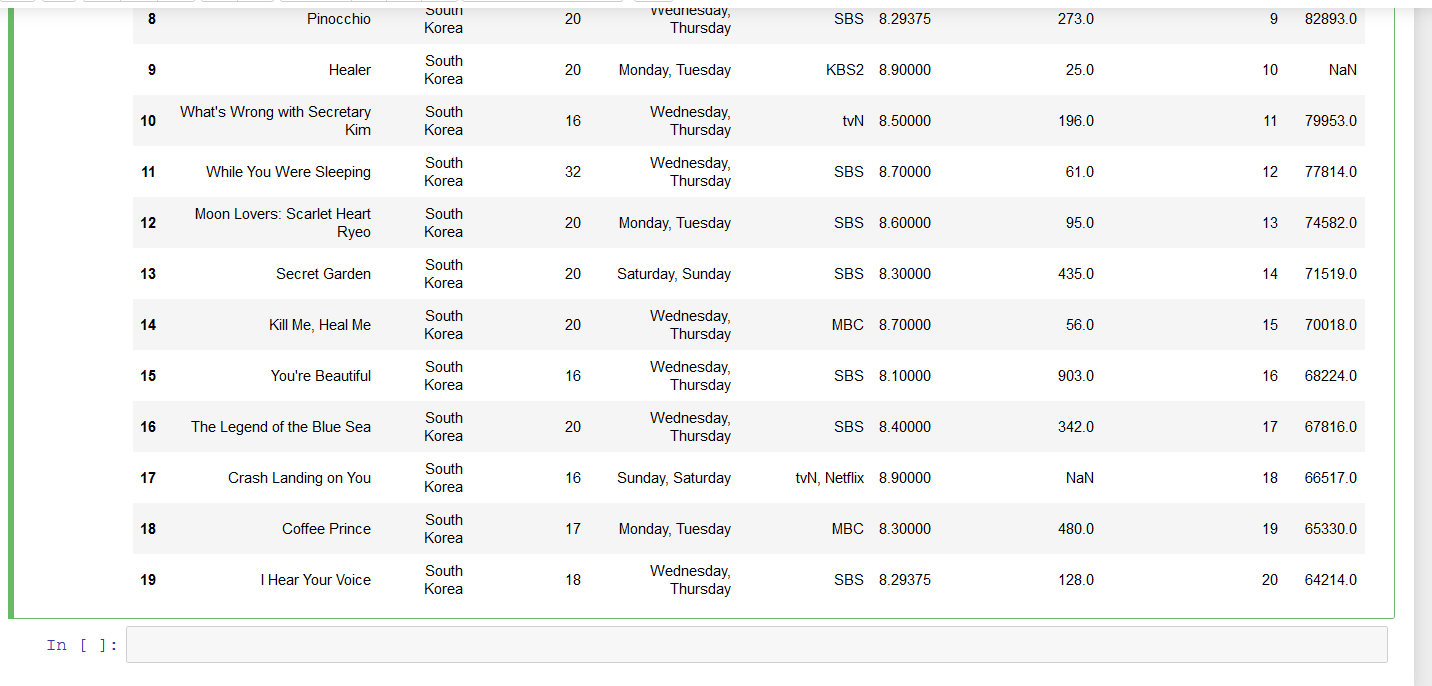 8 Pinocchio South Korea 20 Wednesday, Thursday SBS 8.29375 273.0 9 82893.0
9 Healer South Korea 20 Monday, Tuesday KBS2 8.90000 25.0 10 NaN
10 What's Wrong with Secretary Kim South Korea 16 Wednesday, Thursday tvN 8.50000 196.0 11 79953.0
11 While You Were Sleeping South Korea 32 Wednesday, Thursday SBS 8.70000 61.0 12 77814.0
12 Moon Lovers: Scarlet Heart Ryeo South Korea 20 Monday, Tuesday SBS 8.60000 95.0 13 74582.0
13 Secret Garden South Korea 20 Saturday, Sunday SBS 8.30000 435.0 14 71519.0
14 Kill Me, Heal Me South Korea 20 Wednesday, Thursday MBC 8.70000 56.0 15 70018.0
15 You're Beautiful South Korea 16 Wednesday, Thursday SBS 8.10000 903.0 16 68224.0
16 The Legend of the Blue Sea South Korea 20 Wednesday, Thursday SBS 8.40000 342.0 17 67816.0
17 Crash Landing on You South Korea 16 Sunday, Saturday tvN, Netflix 8.90000 NaN 18 66517.0
18 Coffee Prince South Korea 17 Monday, Tuesday MBC 8.30000 480.0 19 65330.0
19 I Hear Your Voice South Korea 18 Wednesday, Thursday SBS 8.29375 128.0 20 64214.0
In [ ]: